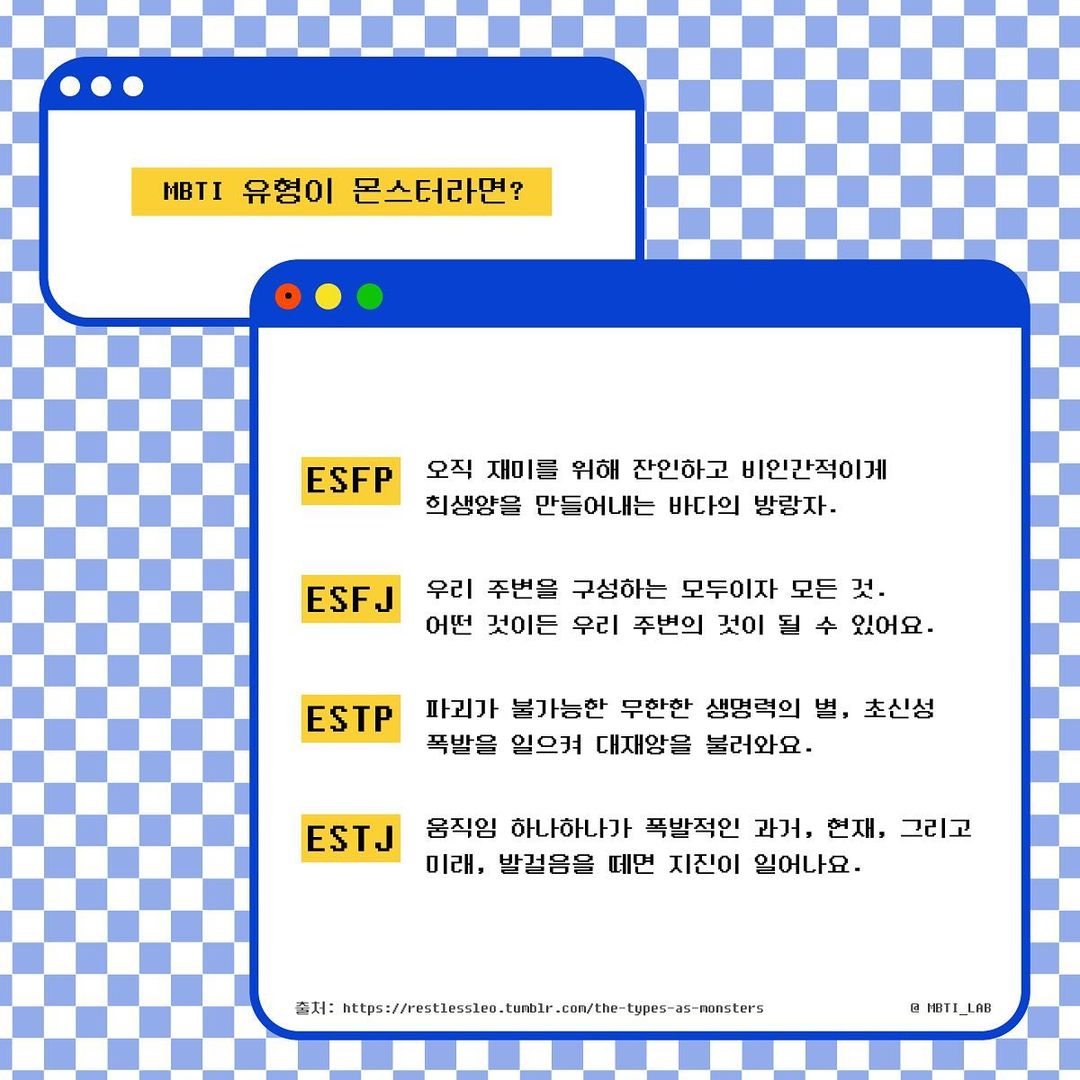 MBTI 유형이 몬스터라면?
ESFP
오직 재미를 위해 잔인하고 비인간적이게
희생양을 만들어내는 바다의 방랑자.
ESFJ
우리 주변을 구성하는 모두이자 모든 것.
어떤 것이든 우리 주변의 것이 될 수 있어요.
ESTP
파괴가 불가능한 무한한 생명력의 별, 초신성
폭발을 일으켜 대재앙을 불러와요.
ESTJ
움직임 하나하나가 폭발적인 과거, 현재, 그리고
미래, 발걸음을 떼면 지진이 일어나요.
출처: https://restlessleo.tumblr.com/the-types-as-monsters
@ MBTI_LAB